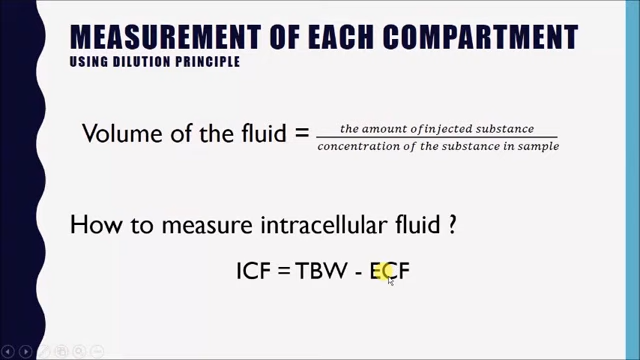 MEASUREMENT OF EACH COMPARTMENT
USING DILUTION PRINCIPLE
Volume of the fluid = the amount of injected substance / concentration of the substance in sample
How to measure intracellular fluid ?
ICF = TBW - ECF